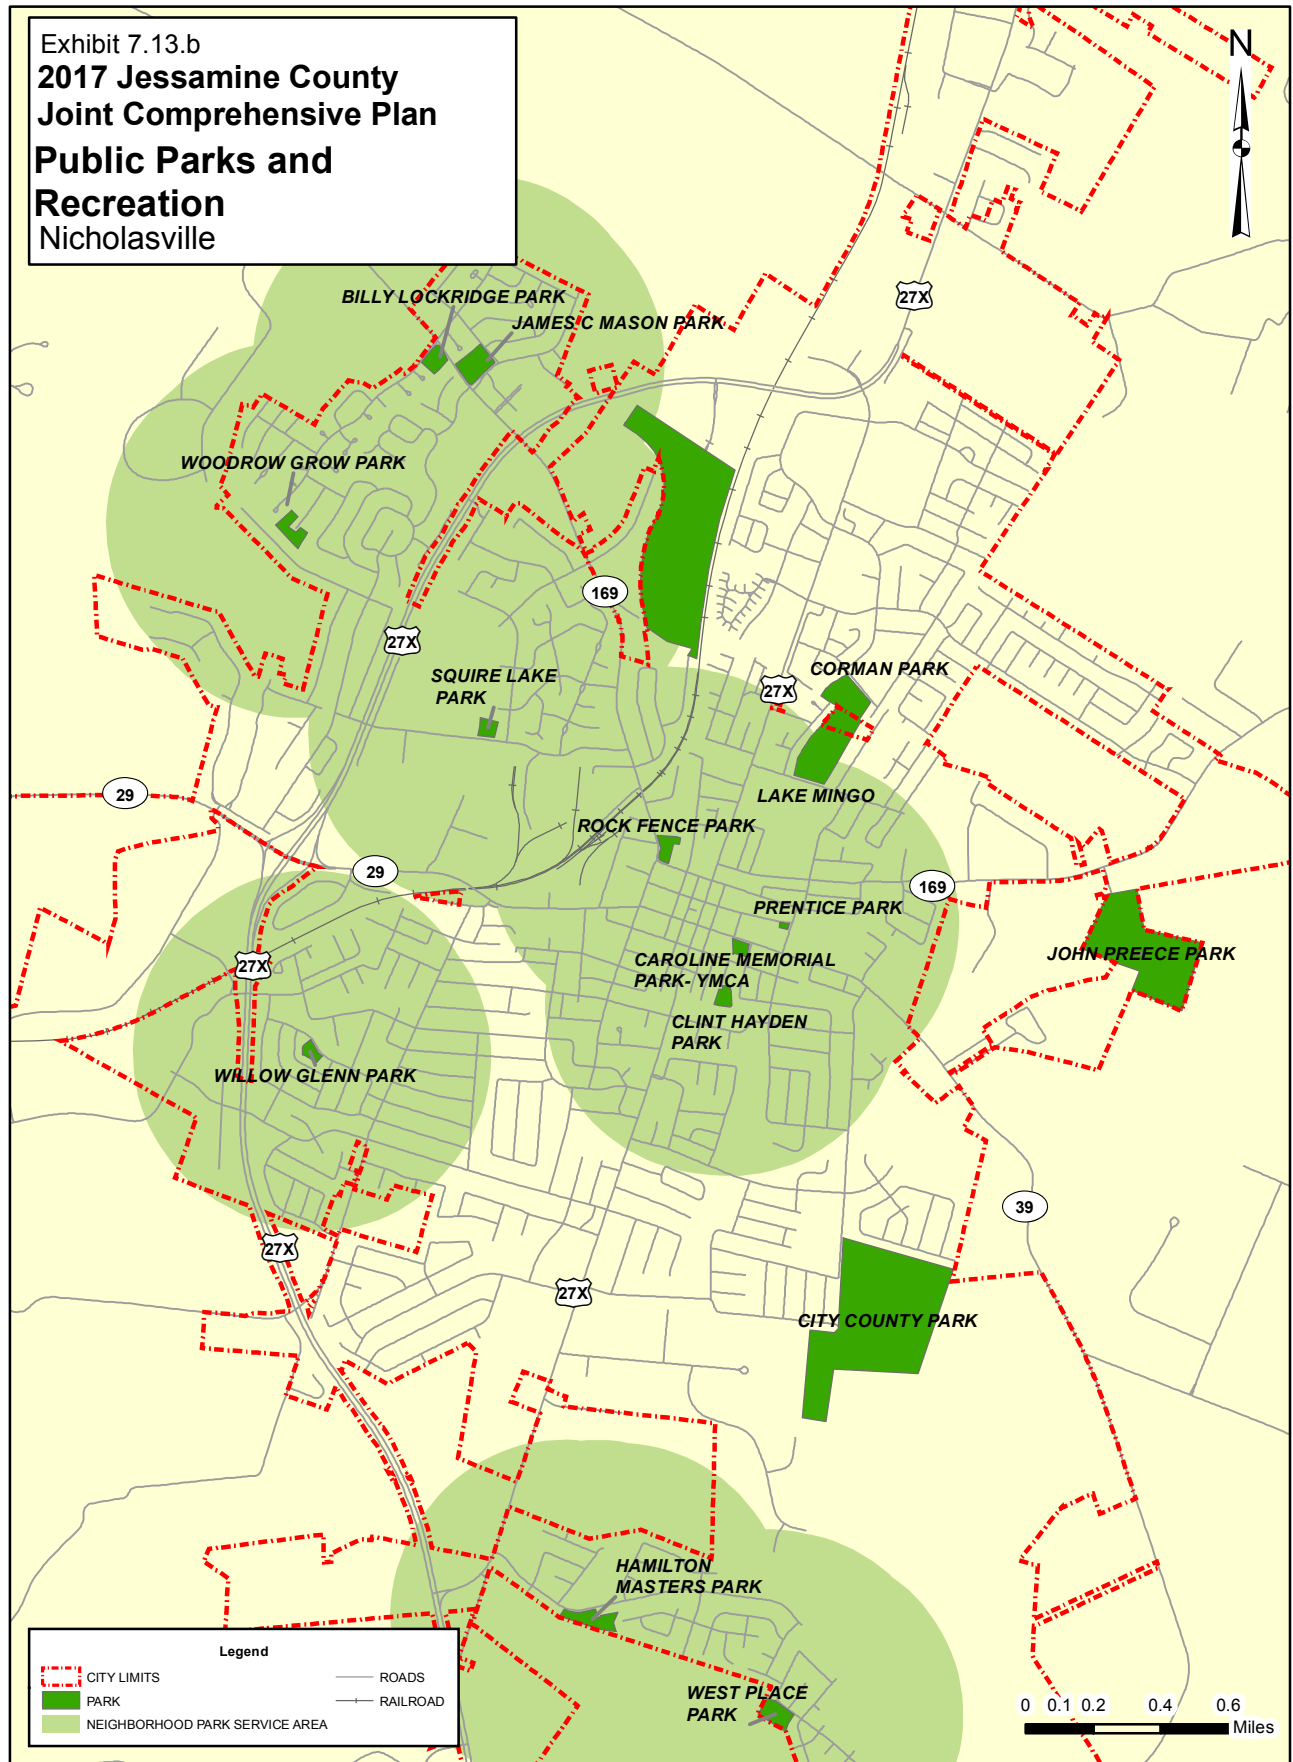 Exhibit 7.13.b
2017 Jessamine County
Joint Comprehensive Plan
Public Parks and
Recreation
Nicholasville
N
BILLY LOCKRIDGE PARK
27X
JAMES C MASON PARK
WOODROW GROW PARK
169
27X
SQUIRE LAKE
PARK
CORMAN PARK
27X
29
LAKE MINGO
ROCK FENCE PARK
29
169
PRENTICE PARK
JOHN PREECE PARK
CAROLINE MEMORIAL
PARK- YMCA
27X
CLINT HAYDEN
PARK
WILLOW GLENN PARK
39
27X
27X
CITY COUNTY PARK
HAMILTON
MASTERS PARK
WEST PLACE
PARK
Legend
CITY LIMITS
ROADS
PARK
RAILROAD
NEIGHBORHOOD PARK SERVICE AREA
0 0.1 0.2 0.4 0.6
Miles